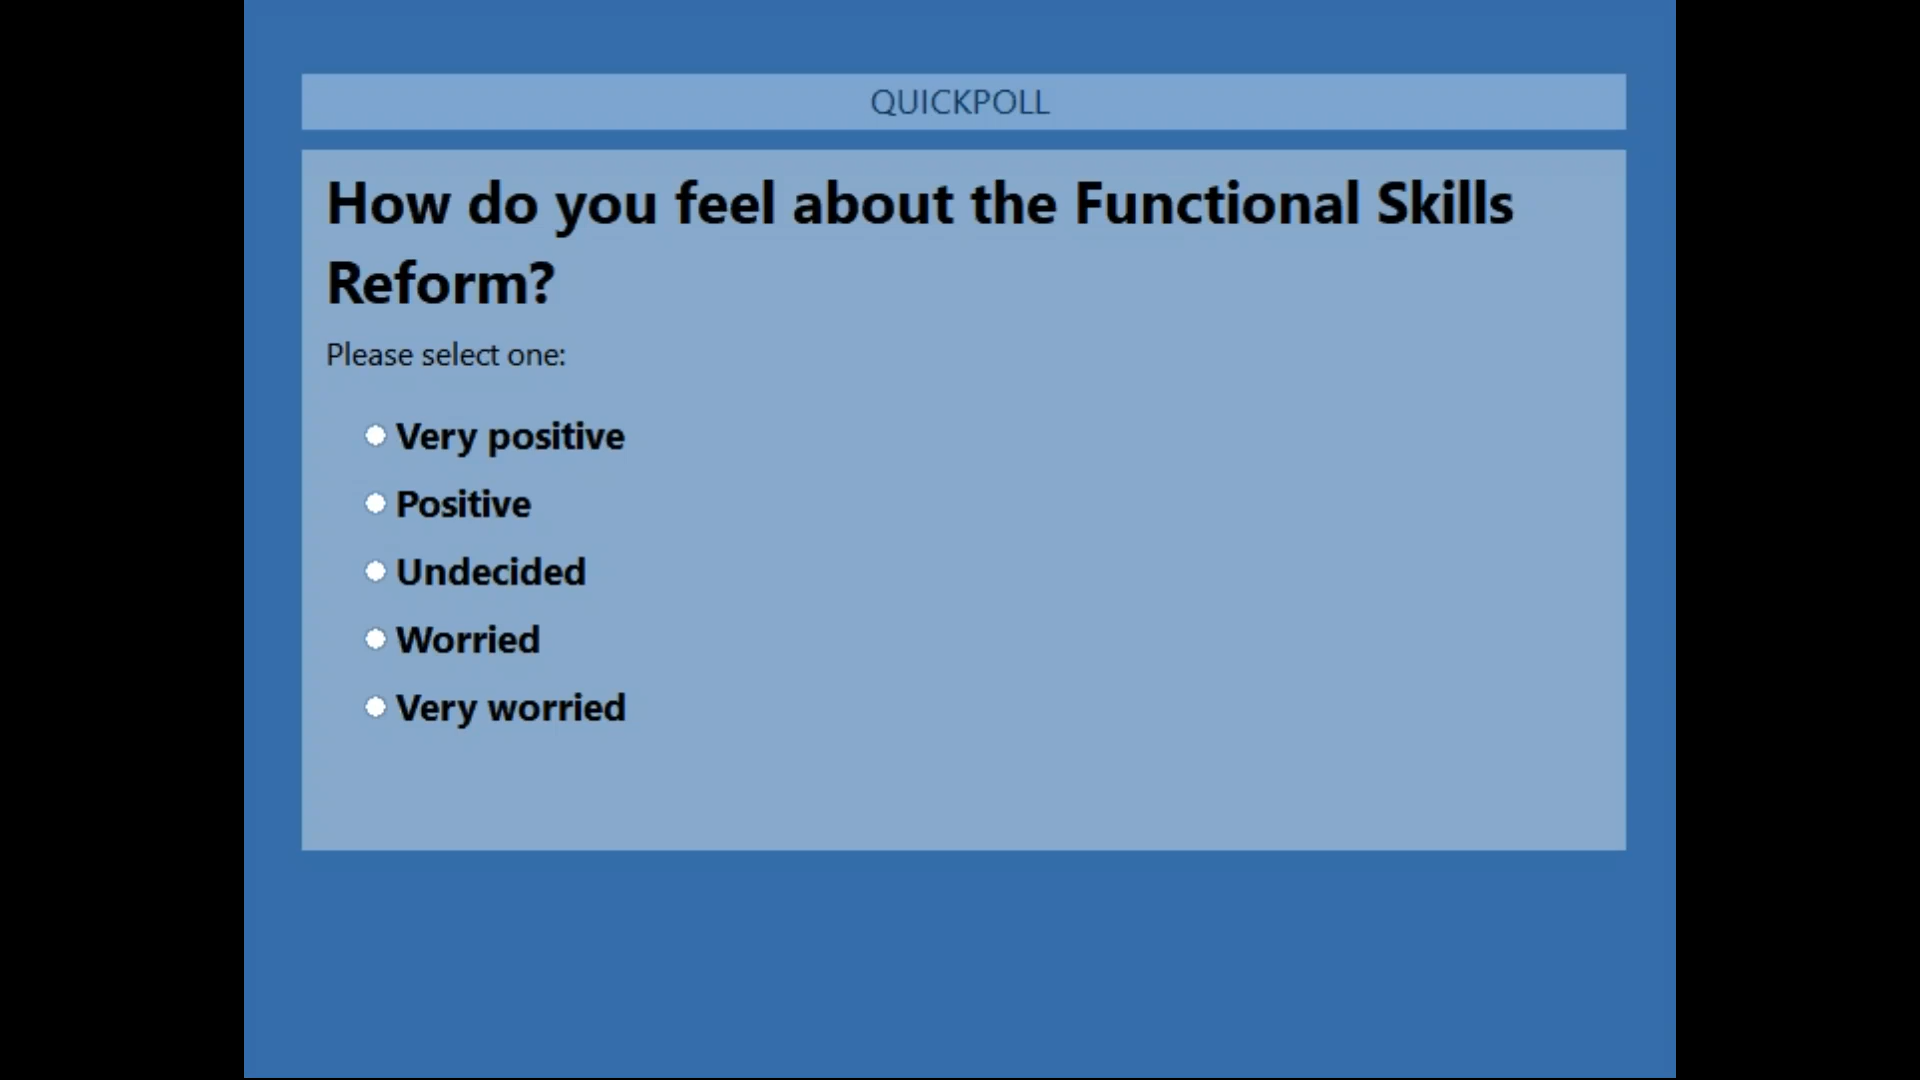 QUICKPOLL
How do you feel about the Functional Skills
Reform?
Please select one:
Very positive
Positive
Undecided
Worried
Very worried